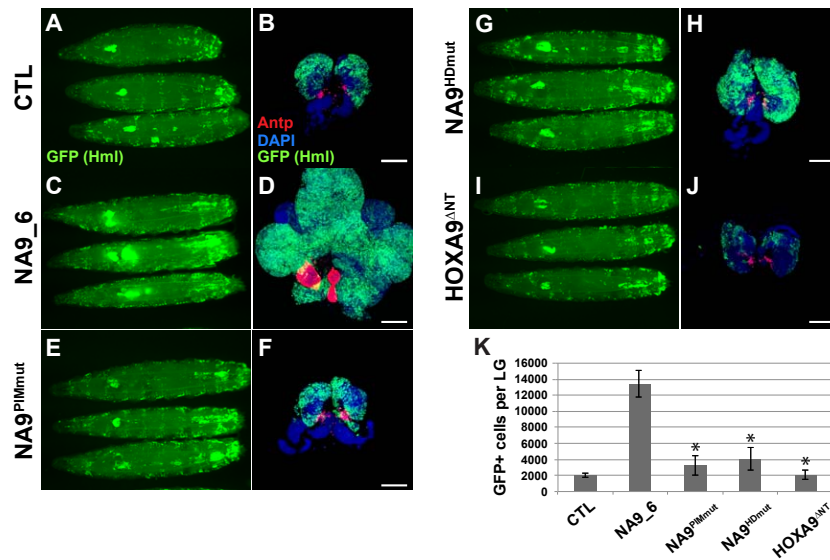 A
B
CTL
Antp
DAPI
GFP (Hml)
GFP (Hml)
C
D
NA9_6
E
F
NA9PIMmut
G
H
NA9HDmut
I
J
HOXA9ΔNT
K
GFP+ cells per LG
16000
14000
12000
10000
8000
6000
4000
2000
0
*
*
*
CTL
NA9_6
NA9PIMmut
NA9HDmut
HOXA9ΔNT